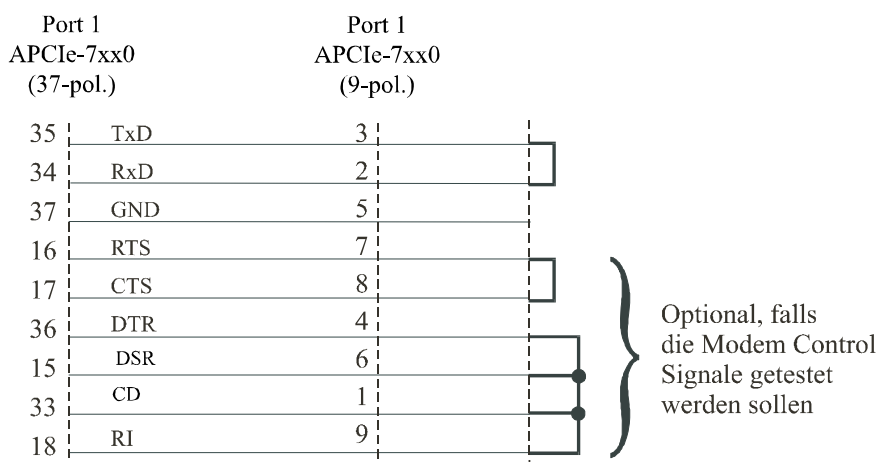 Port 1 Port 1
APCIe-7xx0 APCIe-7xx0
(37-pol.) (9-pol.)
35 TxD 3
34 RxD 2
37 GND 5
16 RTS 7
17 CTS 8
36 DTR 4
15 DSR 6
33 CD 1
18 RI 9
Optional, falls
die Modem Control
Signale getestet
werden sollen